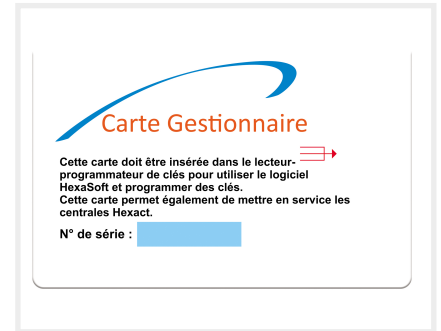 Carte Gestionnaire
Cette carte doit être insérée dans le lecteur-
programmateur de clés pour utiliser le logiciel
HexaSoft et programmer des clés.
Cette carte permet également de mettre en service les
centrales Hexact.
N° de série :